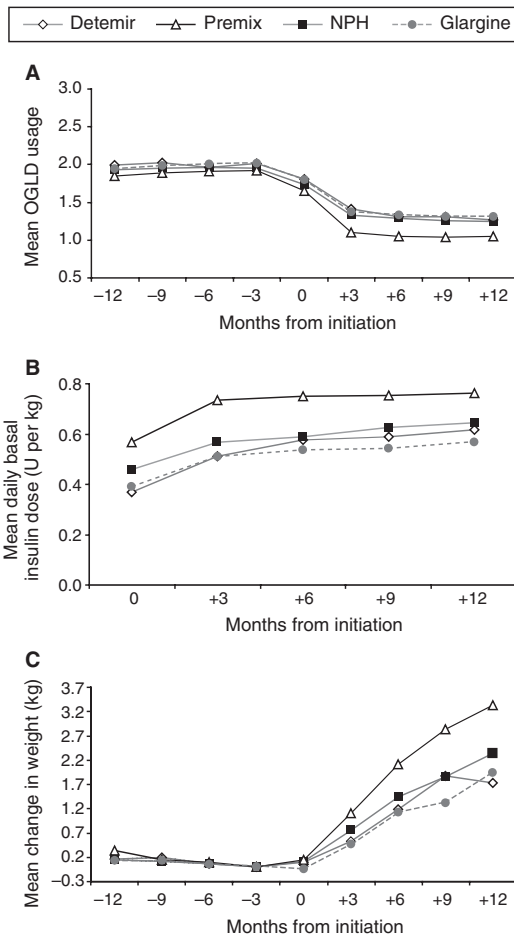 Detemir Premix NPH Glargine
A
Mean OGLD usage
3.0
2.5
2.0
1.5
1.0
0.5
–12 –9 –6 –3 0 +3 +6 +9 +12
Months from initiation
B
Mean daily basal
insulin dose (U per kg)
0.8
0.6
0.4
0.2
0.0
0 +3 +6 +9 +12
Months from initiation
C
Mean change in weight (kg)
3.7
3.2
2.7
2.2
1.7
1.2
0.7
0.2
–0.3
–12 –9 –6 –3 0 +3 +6 +9 +12
Months from initiation